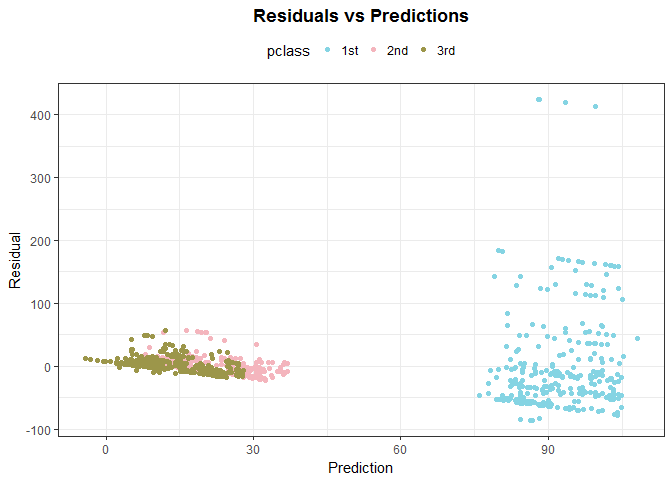 Residuals vs Predictions
pclass 1st 2nd 3rd
400
300
200
100
0
-100
Residual
0 30 60 90
Prediction